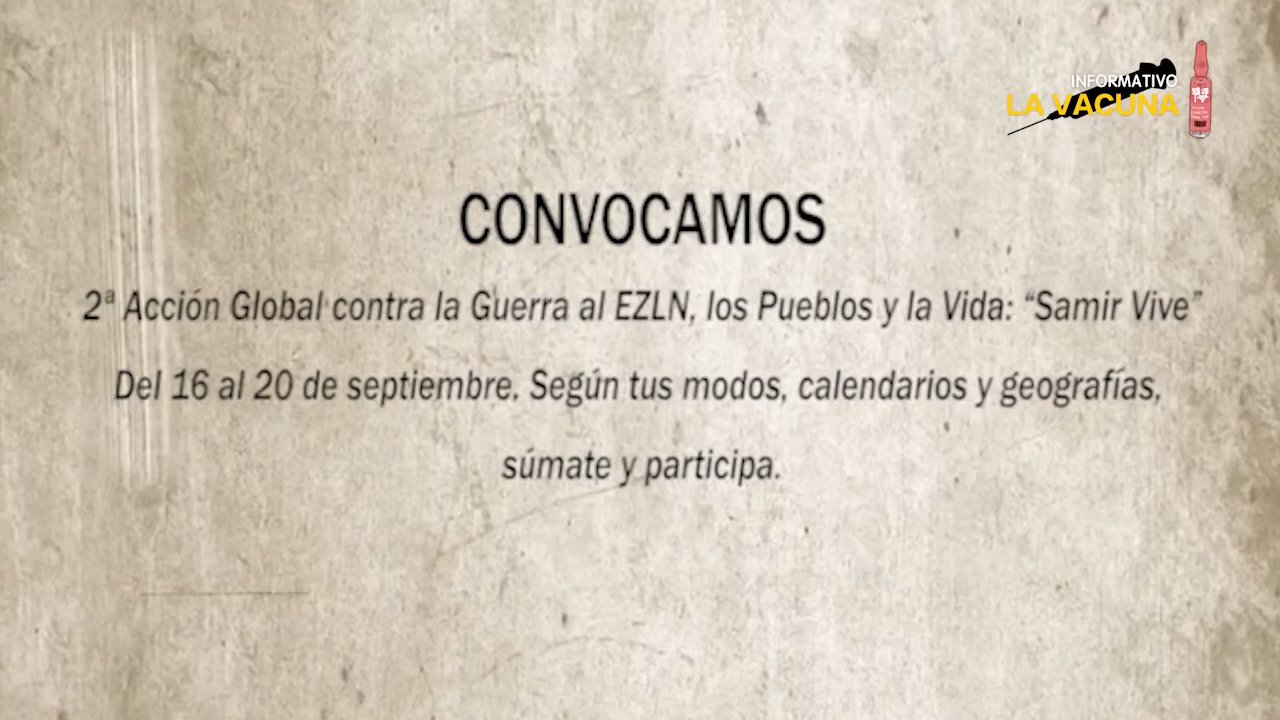 INFORMATIVO
LA VACUNA
CONVOCAMOS
2ª Acción Global contra la Guerra al EZLN, los Pueblos y la Vida: “Samir Vive”
Del 16 al 20 de septiembre. Según tus modos, calendarios y geografías,
súmate y participa.